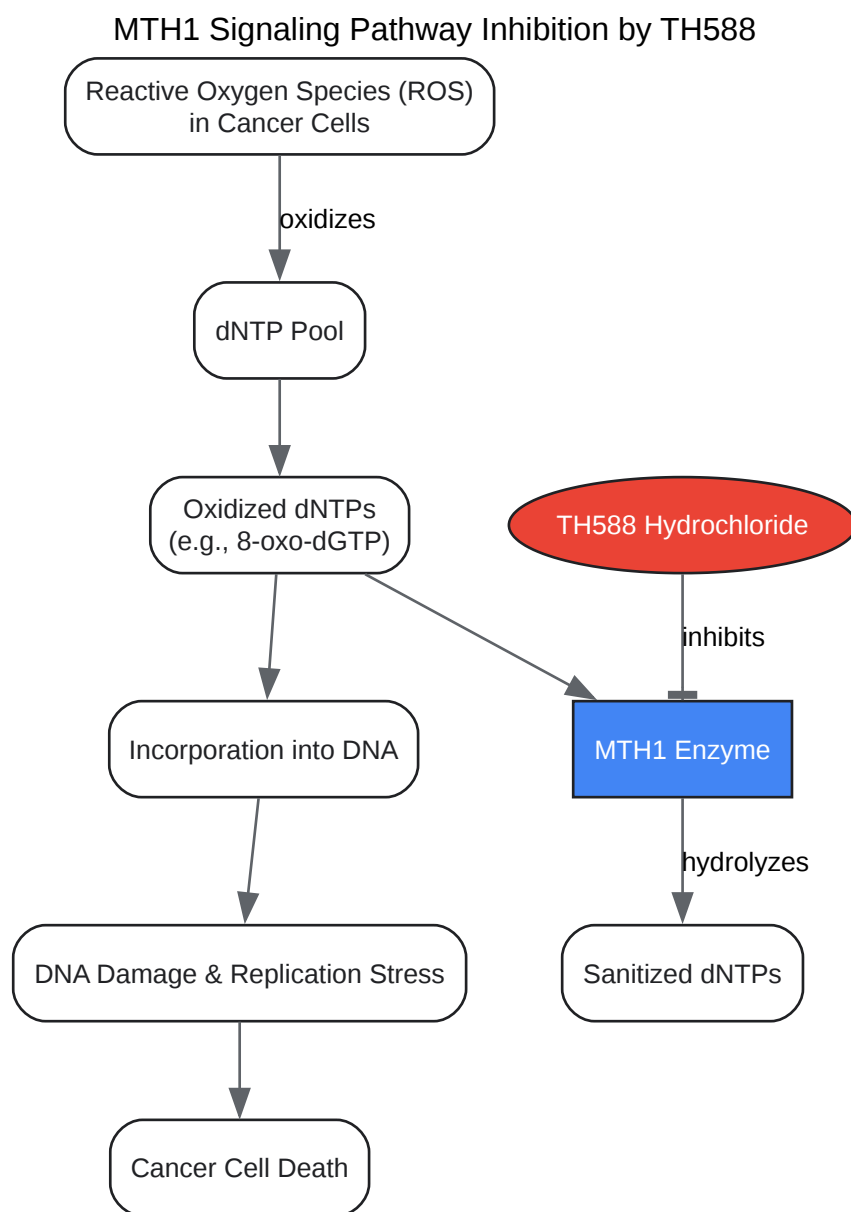 MTH1 Signaling Pathway Inhibition by TH588
Reactive Oxygen Species (ROS)
in Cancer Cells
oxidizes
dNTP Pool
Oxidized dNTPs
(e.g., 8-oxo-dGTP)
TH588 Hydrochloride
inhibits
Incorporation into DNA
MTH1 Enzyme
hydrolyzes
DNA Damage & Replication Stress
Sanitized dNTPs
Cancer Cell Death